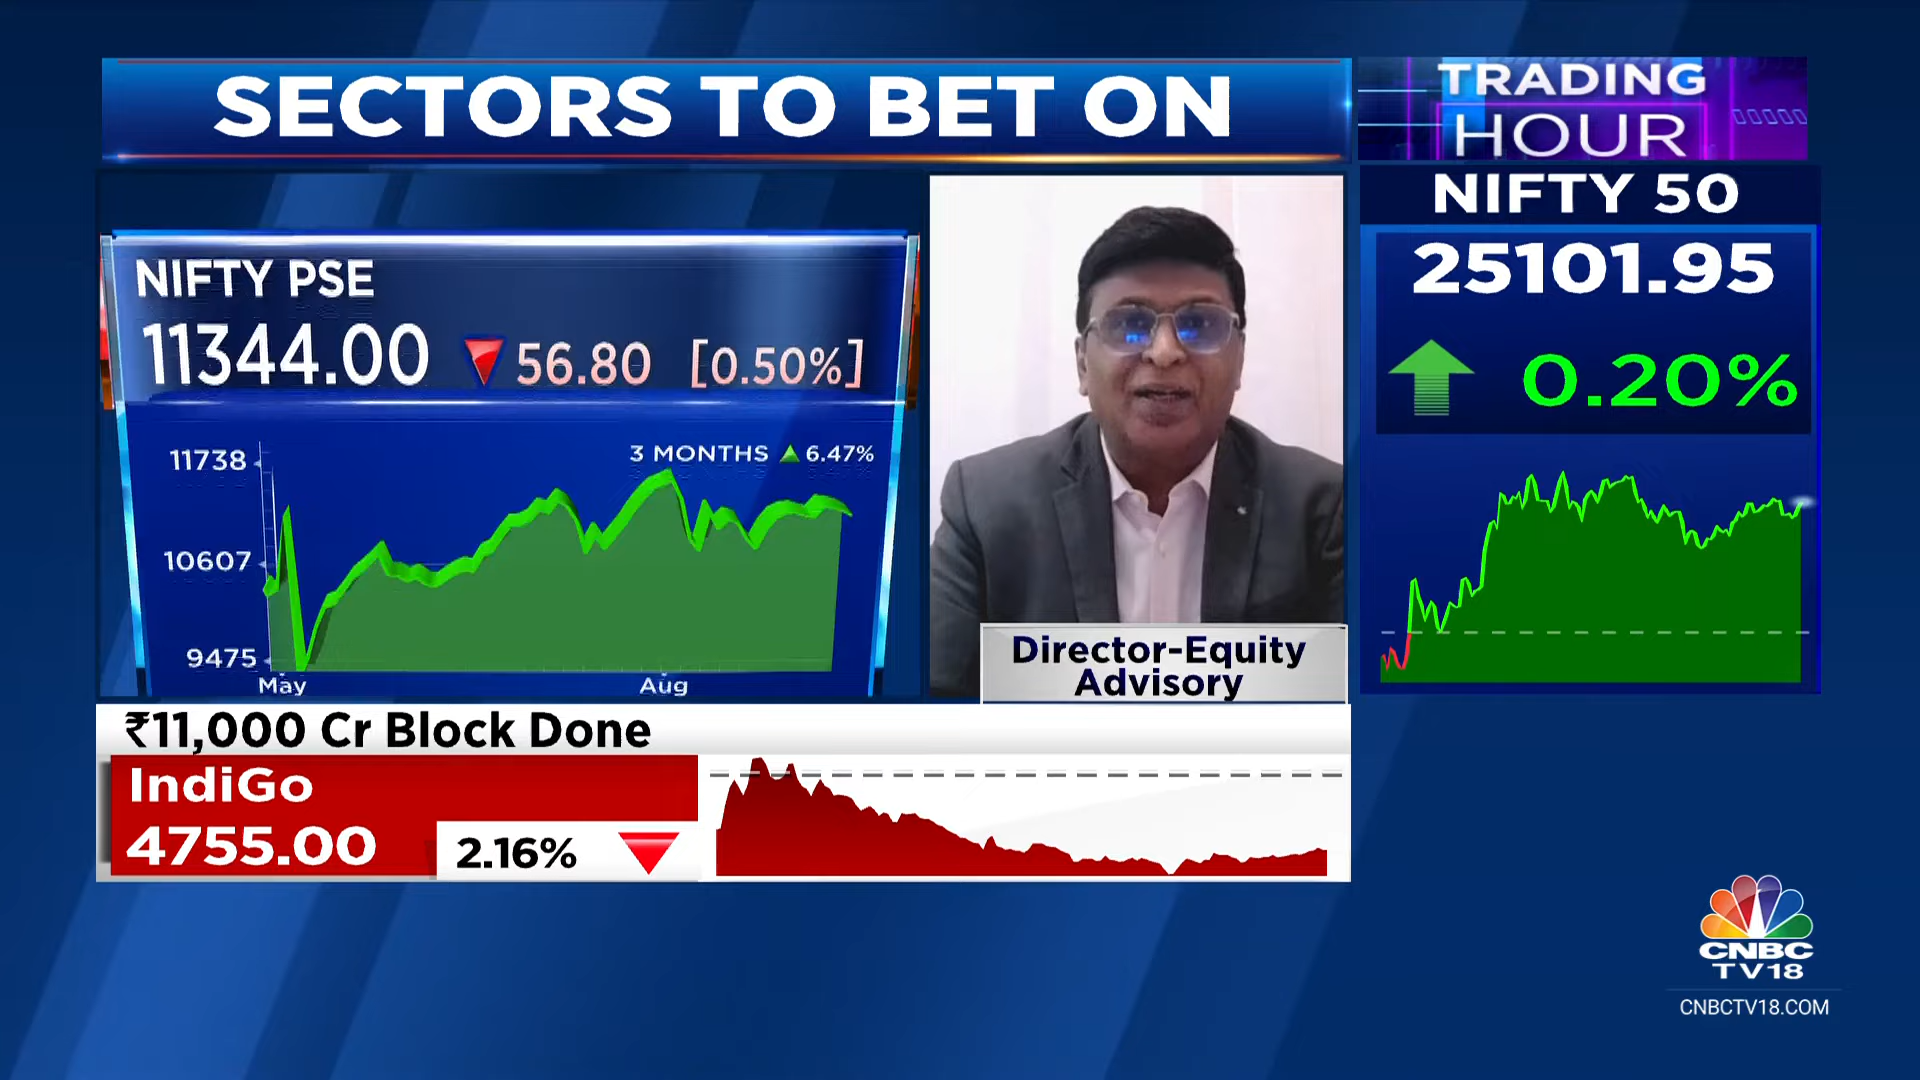 SECTORS TO BET ON
TRADING
HOUR
NIFTY PSE
11344.00 ▼ 56.80 [0.50%]
3 MONTHS ▲ 6.47%
11738
10607
9475
May Aug
Director-Equity
Advisory
NIFTY 50
25101.95
0.20%
₹11,000 Cr Block Done
IndiGo
4755.00 2.16%
CNBC
TV18
CNBCTV18.COM